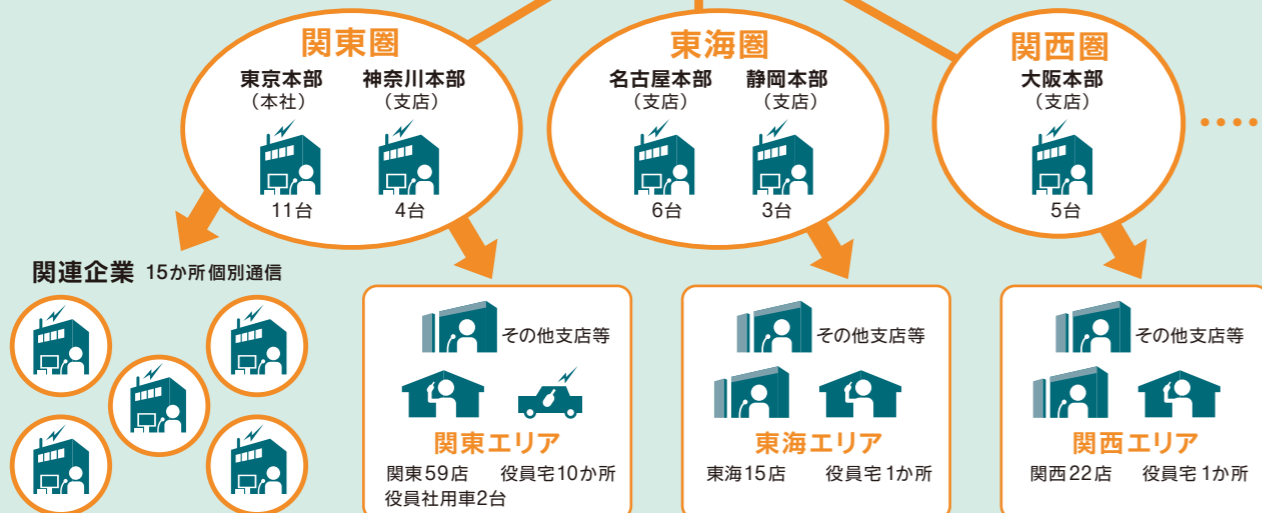 関東圏
東京本部 神奈川本部
（本社） （支店）
11台 4台
東海圏
名古屋本部 静岡本部
（支店） （支店）
6台 3台
関西圏
大阪本部
（支店）
5台
関連企業 15か所個別通信
その他支店等
関東エリア
関東59店 役員宅10か所
役員社用車2台
その他支店等
東海エリア
東海15店 役員宅1か所
その他支店等
関西エリア
関西22店 役員宅1か所